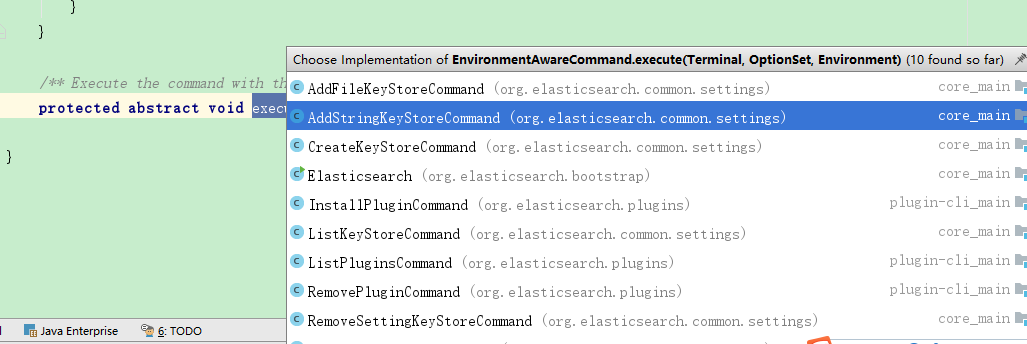 }
}
Choose Implementation of EnvironmentAwareCommand.execute(Terminal, OptionSet, Environment) (10 found so far)
/** Execute the command with th
AddFileKeyStoreCommand (org.elasticsearch.common.settings) core_main
protected abstract void execu
AddStringKeyStoreCommand (org.elasticsearch.common.settings) core_main
CreateKeyStoreCommand (org.elasticsearch.common.settings) core_main
}
Elasticsearch (org.elasticsearch.bootstrap) core_main
InstallPluginCommand (org.elasticsearch.plugins) plugin-cli_main
ListKeyStoreCommand (org.elasticsearch.common.settings) core_main
ListPluginsCommand (org.elasticsearch.plugins) plugin-cli_main
RemovePluginCommand (org.elasticsearch.plugins) plugin-cli_main
RemoveSettingKeyStoreCommand (org.elasticsearch.common.settings) core_main
Java Enterprise 6: TODO